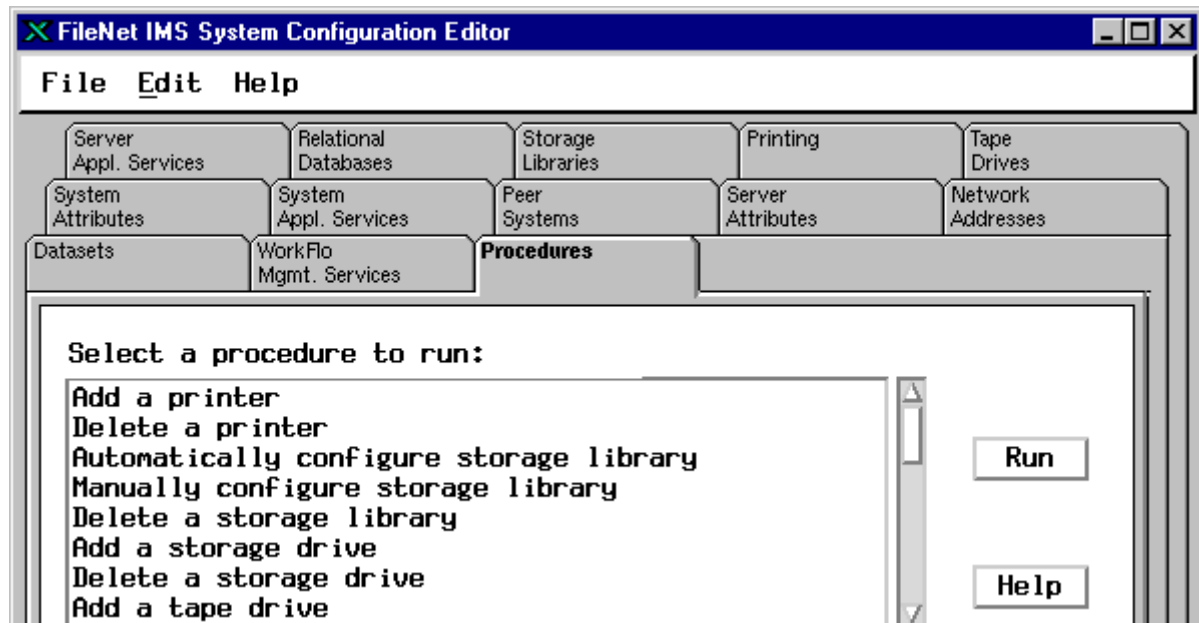 FileNet IMS System Configuration Editor
File Edit Help
Server Relational Storage Printing Tape
Appl. Services Databases Libraries Drives
System System Peer Server Network
Attributes Appl. Services Systems Attributes Addresses
Datasets WorkFlo Procedures
Mgmt. Services
Select a procedure to run:
Add a printer
Delete a printer
Automatically configure storage library
Manually configure storage library
Delete a storage library
Add a storage drive
Delete a storage drive
Add a tape drive
Run
Help